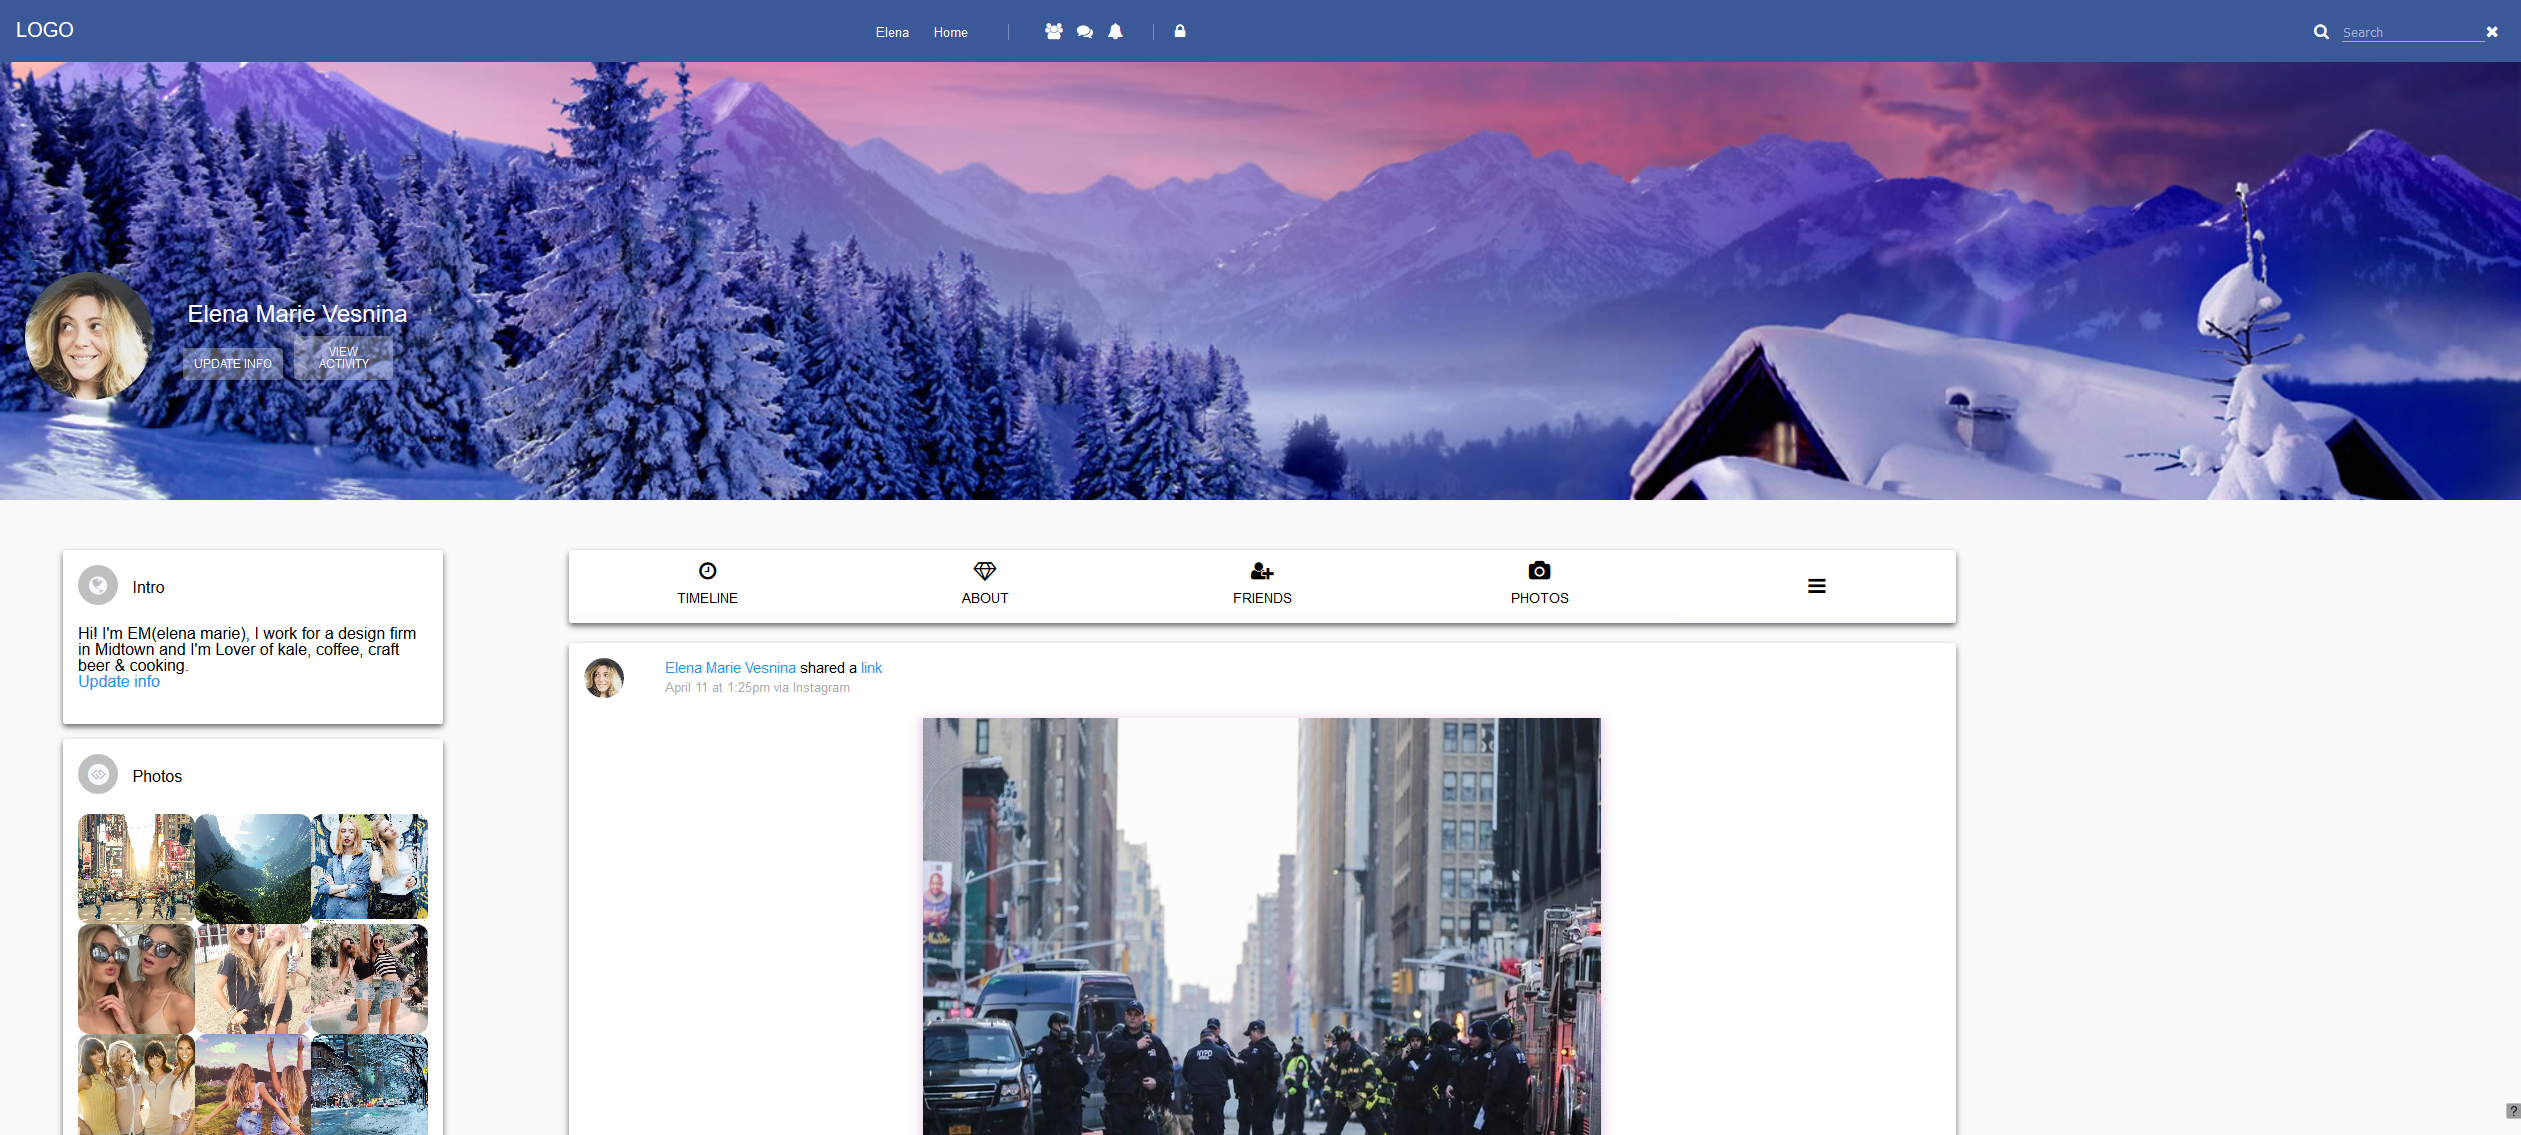 LOGO
Elena Home
Search
Elena Marie Vesnina
UPDATE INFO
VIEW
ACTIVITY
Intro
Hi! I'm EM(elena marie), I work for a design firm
in Midtown and I'm Lover of kale, coffee, craft
beer & cooking.
Update info
Photos
TIMELINE
ABOUT
FRIENDS
PHOTOS
Elena Marie Vesnina shared a link
April 11 at 1:25pm via Instagram
NYPD
?